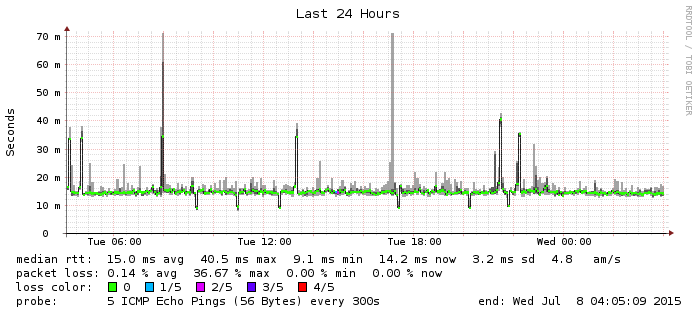 Last 24 Hours
RRDTOOL / TOBI OETIKER
Seconds
70 m
60 m
50 m
40 m
30 m
20 m
10 m
0
Tue 06:00 Tue 12:00 Tue 18:00 Wed 00:00
median rtt: 15.0 ms avg 40.5 ms max 9.1 ms min 14.2 ms now 3.2 ms sd 4.8 am/s
packet loss: 0.14 % avg 36.67 % max 0.00 % min 0.00 % now
loss color: 0 1/5 2/5 3/5 4/5
probe: 5 ICMP Echo Pings (56 Bytes) every 300s end: Wed Jul 8 04:05:09 2015